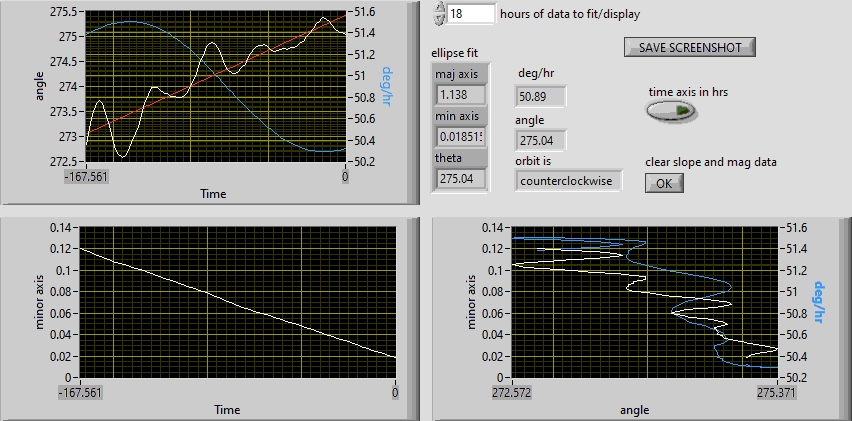 275.5
275
274.5
274
273.5
273
272.5
angle
51.6
51.4
51.2
51
50.8
50.6
50.4
50.2
deg/hr
-167.561
0
Time
18
hours of data to fit/display
SAVE SCREENSHOT
ellipse fit
maj axis
1.138
min axis
0.01851
theta
275.04
deg/hr
50.89
angle
275.04
orbit is
counterclockwise
time axis in hrs
clear slope and mag data
OK
0.14
0.12
0.1
0.08
0.06
0.04
0.02
0
minor axis
-167.561
0
Time
0.14
0.12
0.1
0.08
0.06
0.04
0.02
0
minor axis
51.6
51.4
51.2
51
50.8
50.6
50.4
50.2
deg/hr
272.572
275.371
angle